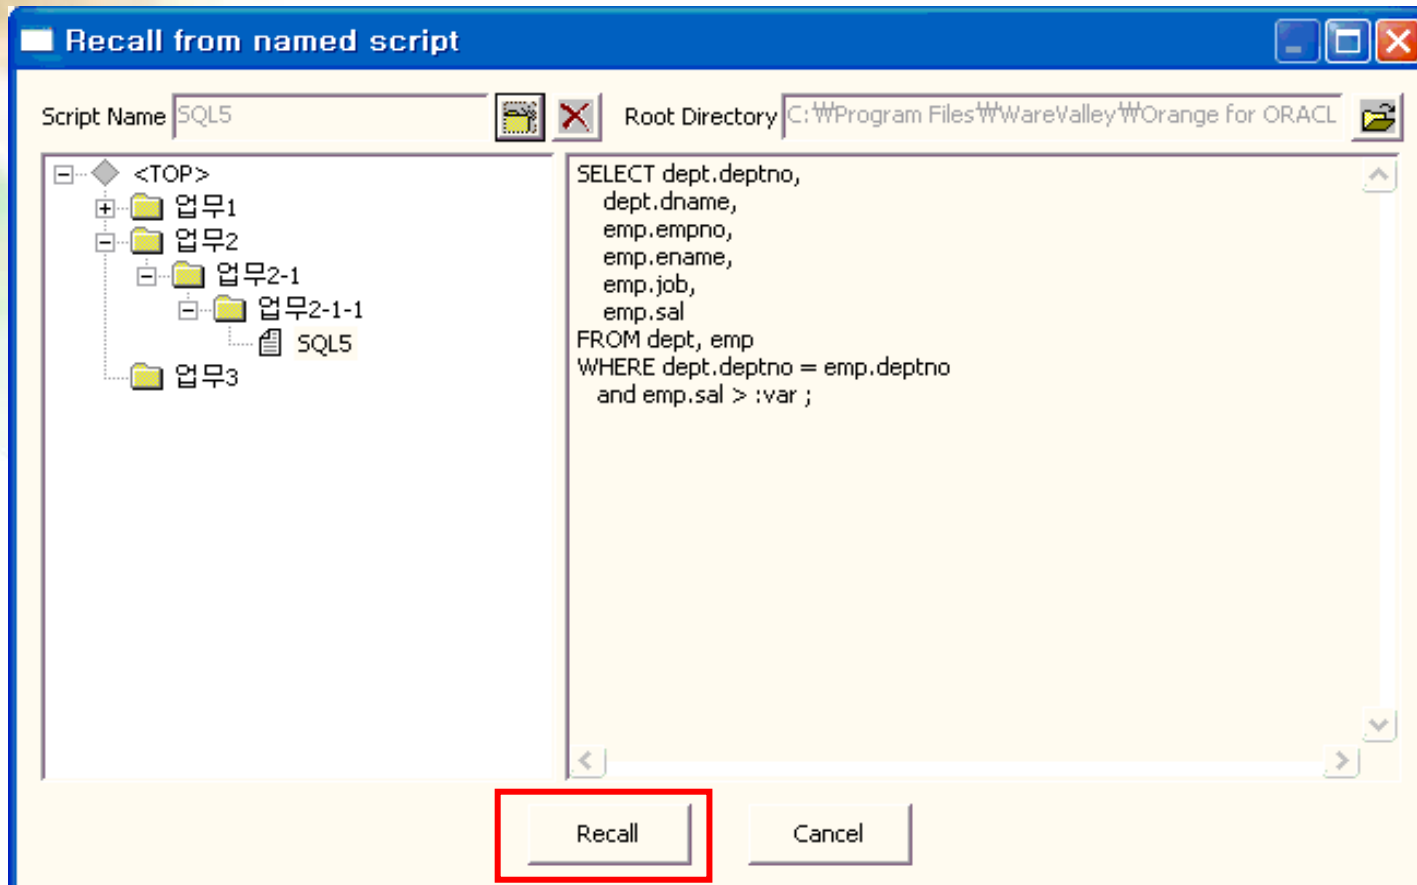 Recall from named script
Script Name SQL5 Root Directory C:₩Program Files₩WareValley₩Orange for ORACL
<TOP>
업무1
업무2
업무2-1
업무2-1-1
SQL5
업무3
SELECT dept.deptno,
dept.dname,
emp.empno,
emp.ename,
emp.job,
emp.sal
FROM dept, emp
WHERE dept.deptno = emp.deptno
and emp.sal > :var ;
Recall Cancel